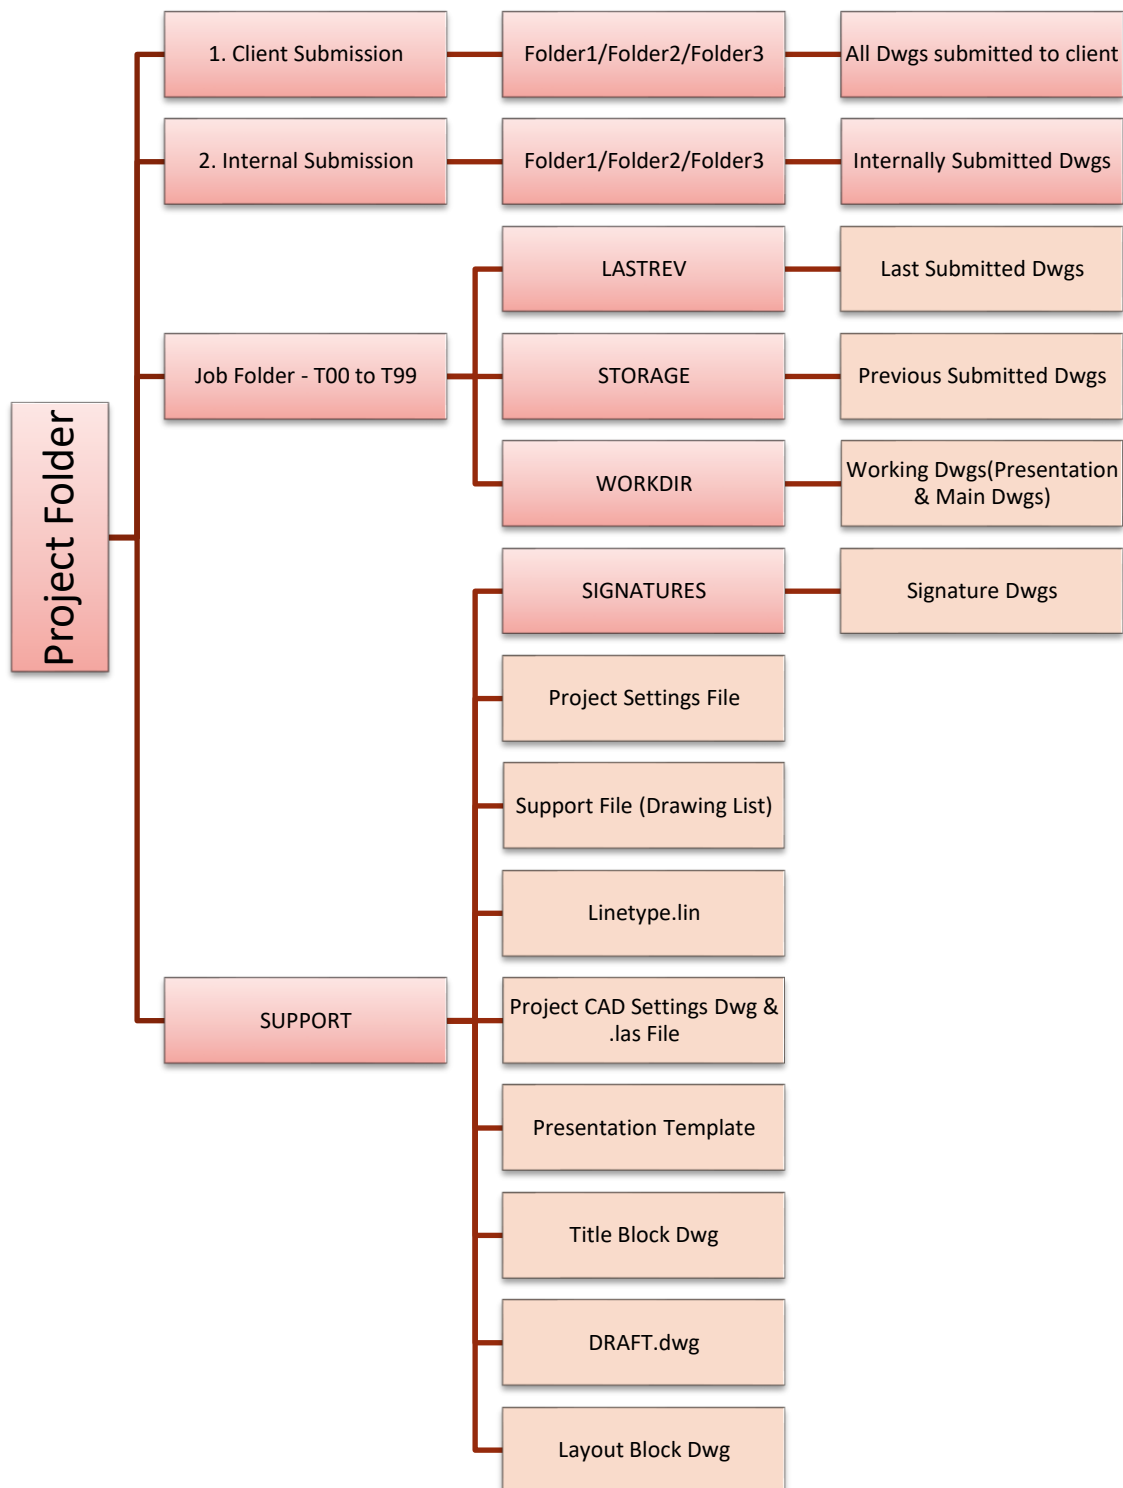 Project Folder
1. Client Submission
Folder1/Folder2/Folder3
All Dwgs submitted to client
2. Internal Submission
Folder1/Folder2/Folder3
Internally Submitted Dwgs
Job Folder - T00 to T99
LASTREV
Last Submitted Dwgs
STORAGE
Previous Submitted Dwgs
WORKDIR
Working Dwgs(Presentation
& Main Dwgs)
SUPPORT
SIGNATURES
Signature Dwgs
Project Settings File
Support File (Drawing List)
Linetype.lin
Project CAD Settings Dwg &
.las File
Presentation Template
Title Block Dwg
DRAFT.dwg
Layout Block Dwg